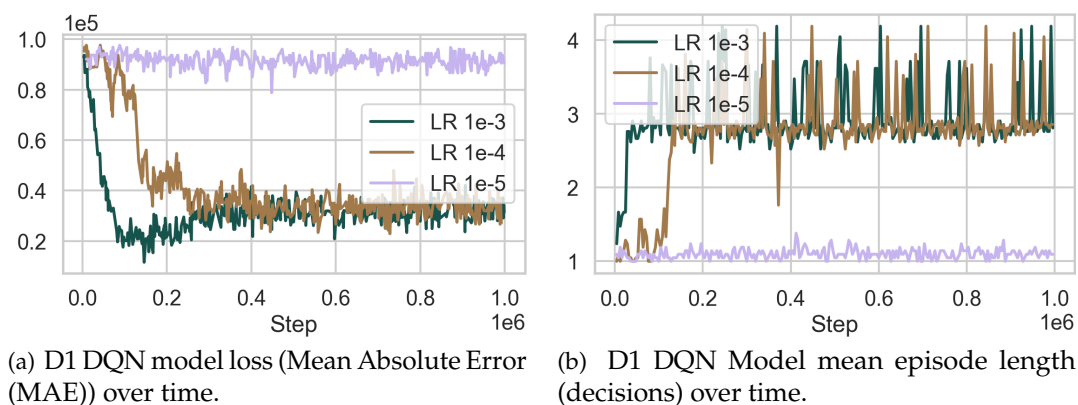 1e5
1.0
0.8
0.6
0.4
0.2
LR 1e-3
LR 1e-4
LR 1e-5
0.0 0.2 0.4 0.6 0.8 1.0
Step
1e6
4
3
2
1
LR 1e-3
LR 1e-4
LR 1e-5
0.0 0.2 0.4 0.6 0.8 1.0
Step
1e6
(a) D1 DQN model loss (Mean Absolute Error
(MAE)) over time.
(b) D1 DQN Model mean episode length
(decisions) over time.